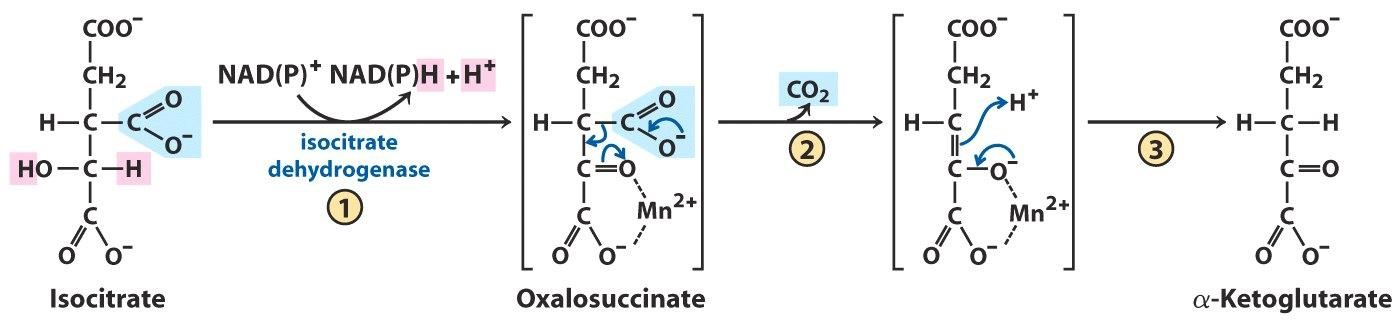 COO⁻
CH₂
H—C—C
O
O⁻
HO—C—H
C
O O⁻
Isocitrate
NAD(P)⁺ NAD(P)H + H⁺
isocitrate
dehydrogenase
1
COO⁻
CH₂
H—C—C
O
O⁻
C=O
Mn²⁺
C
O O⁻
Oxalosuccinate
CO₂
2
COO⁻
CH₂
H⁺
H—C
C—O⁻
Mn²⁺
C
O O⁻
3
COO⁻
CH₂
H—C—H
C=O
C
O O⁻
α-Ketoglutarate